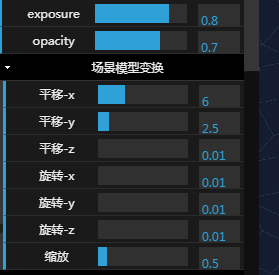 exposure 0.8
opacity 0.7
场景模型变换
平移-x 6
平移-y 2.5
平移-z 0.01
旋转-x 0.01
旋转-y 0.01
旋转-z 0.01
缩放 0.5